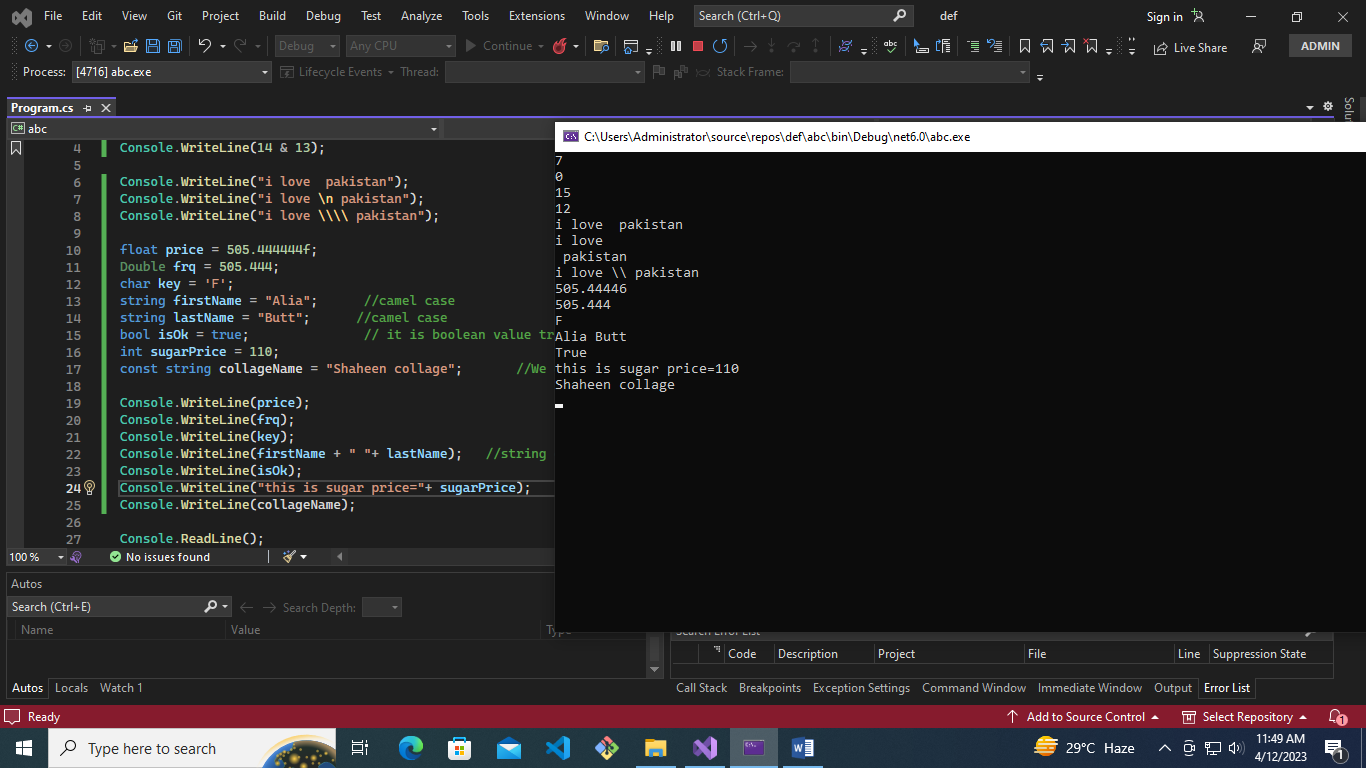 File Edit View Git Project Build Debug Test Analyze Tools Extensions Window Help Search (Ctrl+Q) def Sign in
Debug Any CPU Continue Live Share ADMIN
Process: [4716] abc.exe Lifecycle Events Thread: Stack Frame:
Program.cs
C# abc
4 Console.WriteLine(14 & 13);
5
6 Console.WriteLine("i love  pakistan");
7 Console.WriteLine("i love \n pakistan");
8 Console.WriteLine("i love \\\\ pakistan");
9
10 float price = 505.444444f;
11 Double frq = 505.444;
12 char key = 'F';
13 string firstName = "Alia"; //camel case
14 string lastName = "Butt"; //camel case
15 bool isOk = true; // it is boolean value tr
16 int sugarPrice = 110;
17 const string collageName = "Shaheen collage"; //We
18
19 Console.WriteLine(price);
20 Console.WriteLine(frq);
21 Console.WriteLine(key);
22 Console.WriteLine(firstName + " "+ lastName); //string
23 Console.WriteLine(isOk);
24 Console.WriteLine("this is sugar price="+ sugarPrice);
25 Console.WriteLine(collageName);
26
27 Console.ReadLine();
100 % No issues found
C:\Users\Administrator\source\repos\def\abc\bin\Debug\net6.0\abc.exe
7
0
15
12
i love  pakistan
i love
 pakistan
i love \\ pakistan
505.44446
505.444
F
Alia Butt
True
this is sugar price=110
Shaheen collage
Autos
Search (Ctrl+E) Search Depth:
Name Value Type
Autos Locals Watch 1
Search Error List
Code Description Project File Line Suppression State
Call Stack Breakpoints Exception Settings Command Window Immediate Window Output Error List
Ready Add to Source Control Select Repository 1
Type here to search 29°C Haze 11:49 AM
4/12/2023 1